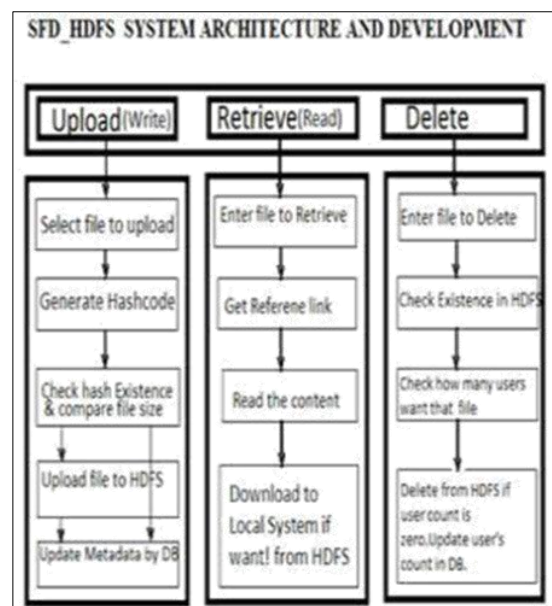 SFD_HDFS SYSTEM ARCHITECTURE AND DEVELOPMENT
Upload(Write)
Select file to upload
Generate Hashcode
Check hash Existence
& compare file size
Upload file to HDFS
Update Metadata by DB
Retrieve(Read)
Enter file to Retrieve
Get Referene link
Read the content
Download to
Local System if
want! from HDFS
Delete
Enter file to Delete
Check Existence in HDFS
Check how many users
want that file
Delete from HDFS if
user count is
zero.Update user's
count in DB.